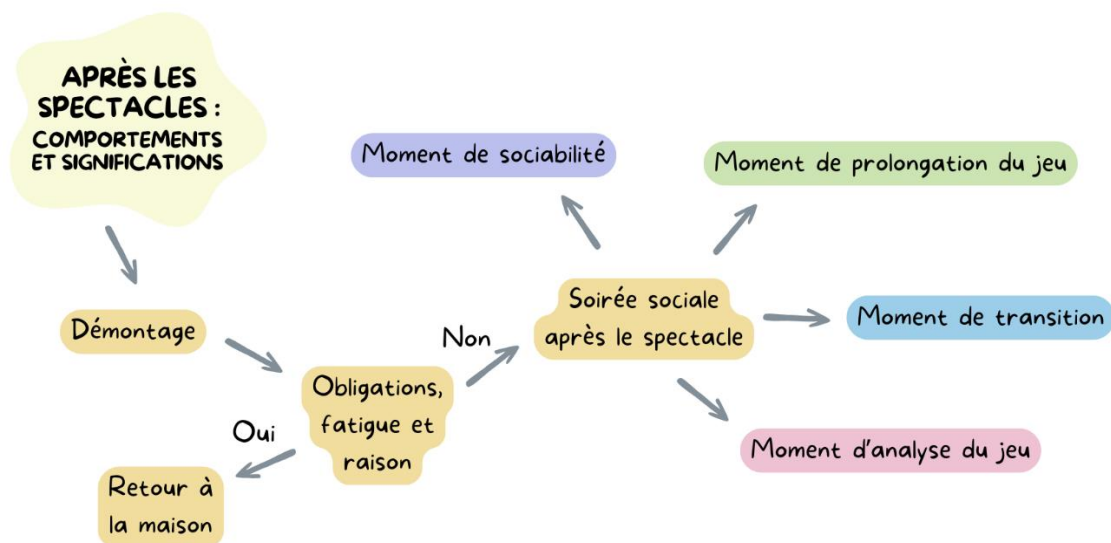 APRÈS LES
SPECTACLES :
COMPORTEMENTS
ET SIGNIFICATIONS
Démontage
Obligations,
fatigue et
raison
Oui
Retour à
la maison
Non
Soirée sociale
après le spectacle
Moment de sociabilité
Moment de prolongation du jeu
Moment de transition
Moment d'analyse du jeu